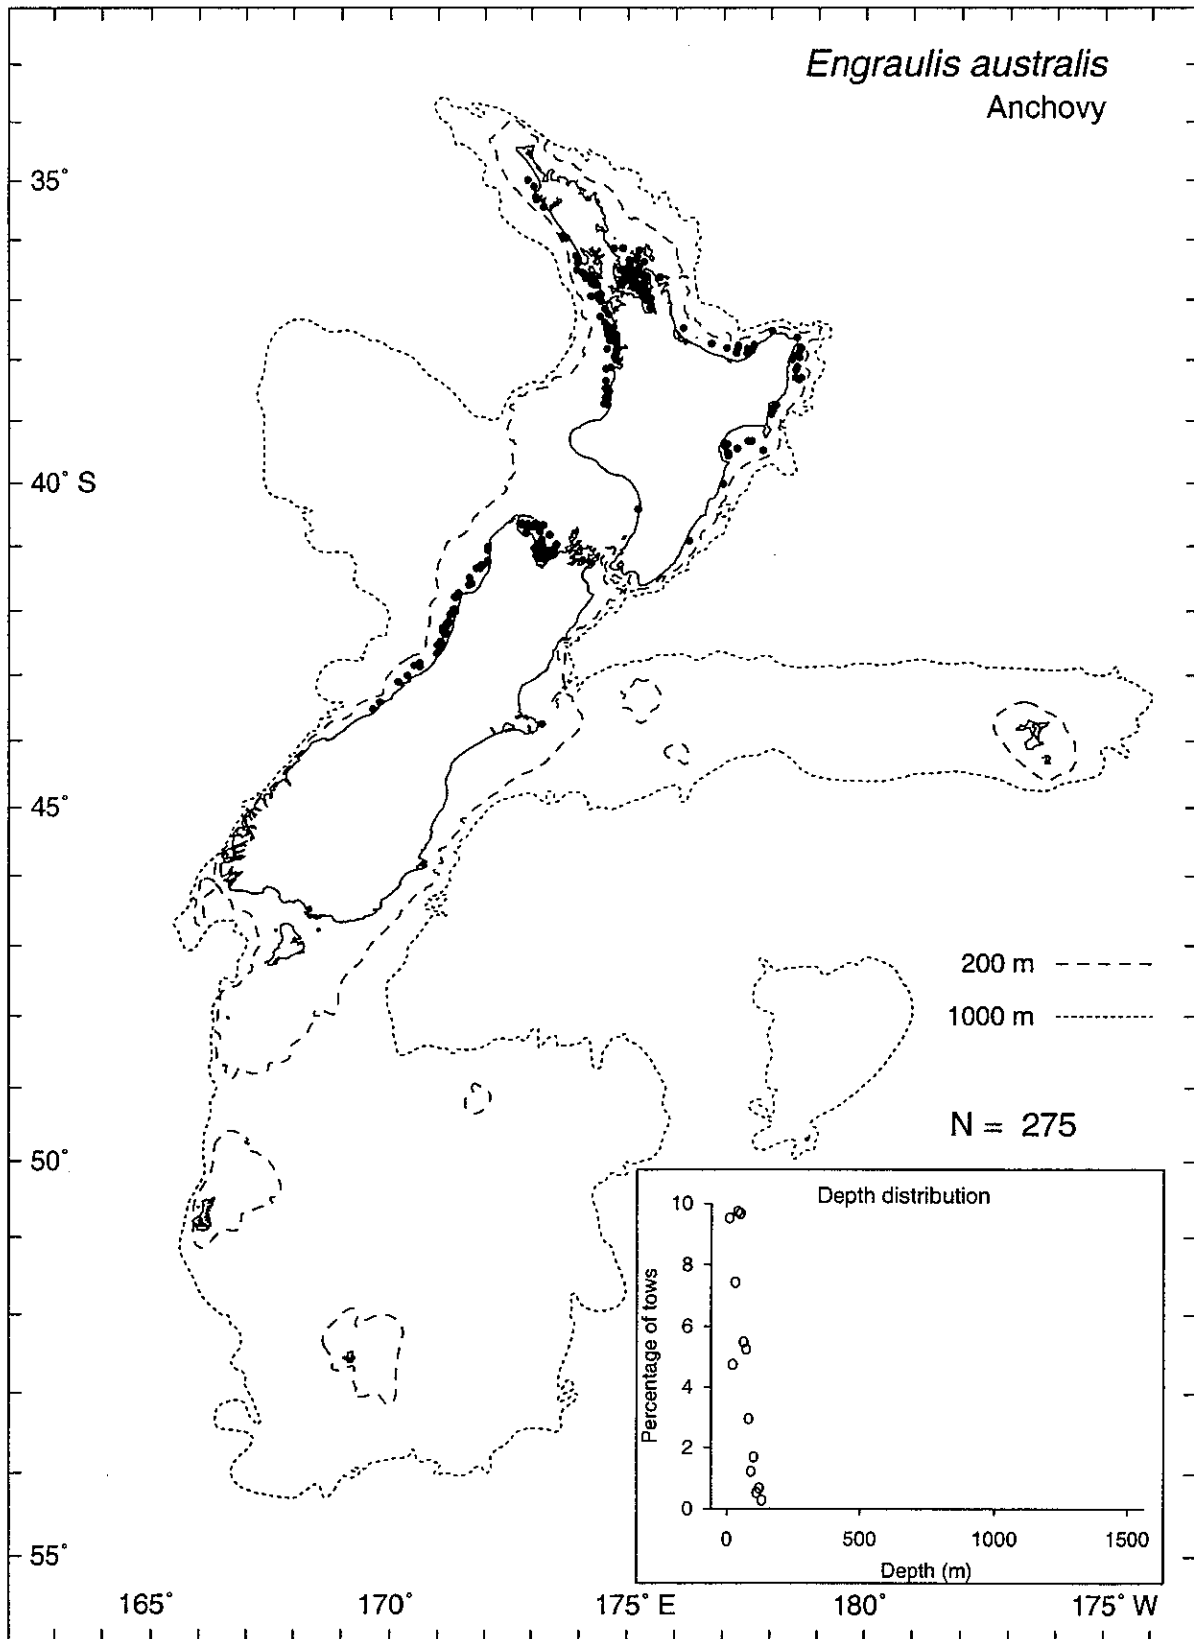 Engraulis australis
Anchovy
35°
40° S
45°
200 m
1000 m
N = 275
50°
Depth distribution
10
8
6
4
2
0
Percentage of tows
0 500 1000 1500
Depth (m)
55°
165° 170° 175° E 180° 175° W